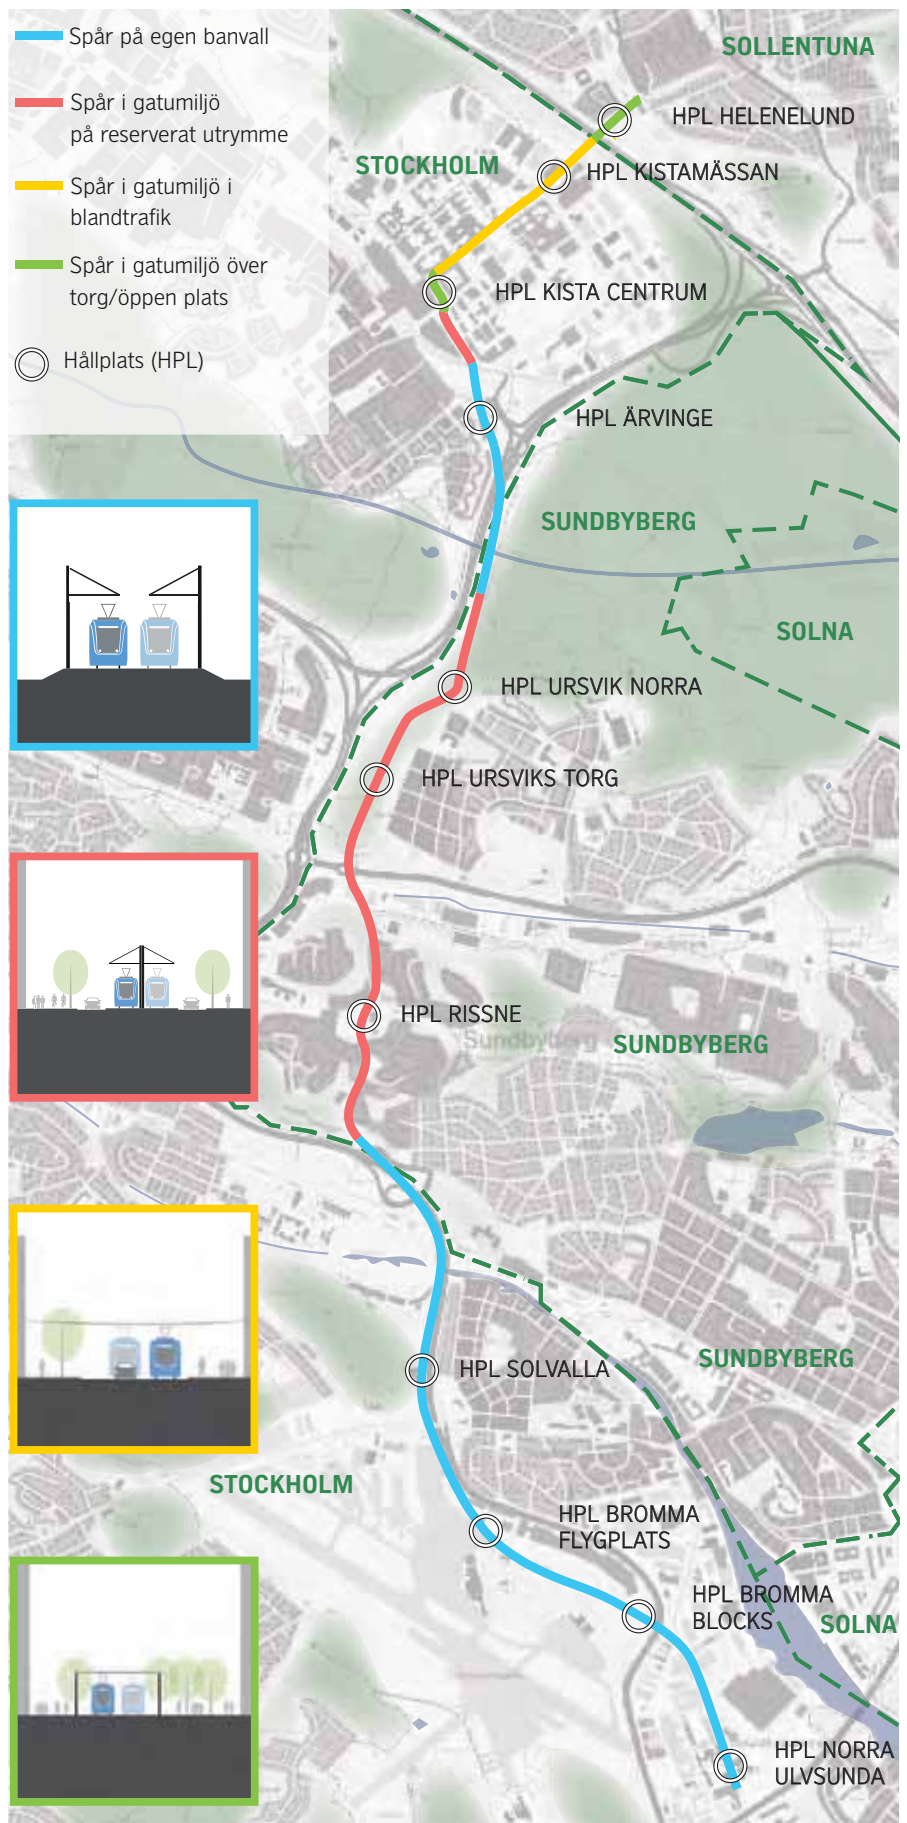 Spår på egen banvall
Spår i gatumiljö
på reserverat utrymme
Spår i gatumiljö i
blandtrafik
Spår i gatumiljö över
torg/öppen plats
Hållplats (HPL)
SOLLENTUNA
HPL HELENELUND
STOCKHOLM
HPL KISTAMÄSSAN
HPL KISTA CENTRUM
HPL ÄRVINGE
SUNDBYBERG
SOLNA
HPL URSVIK NORRA
HPL URSVIKS TORG
HPL RISSNE
Sundbyberg
SUNDBYBERG
SUNDBYBERG
HPL SOLVALLA
STOCKHOLM
HPL BROMMA
FLYGPLATS
HPL BROMMA
BLOCKS
SOLNA
HPL NORRA
ULVSUNDA